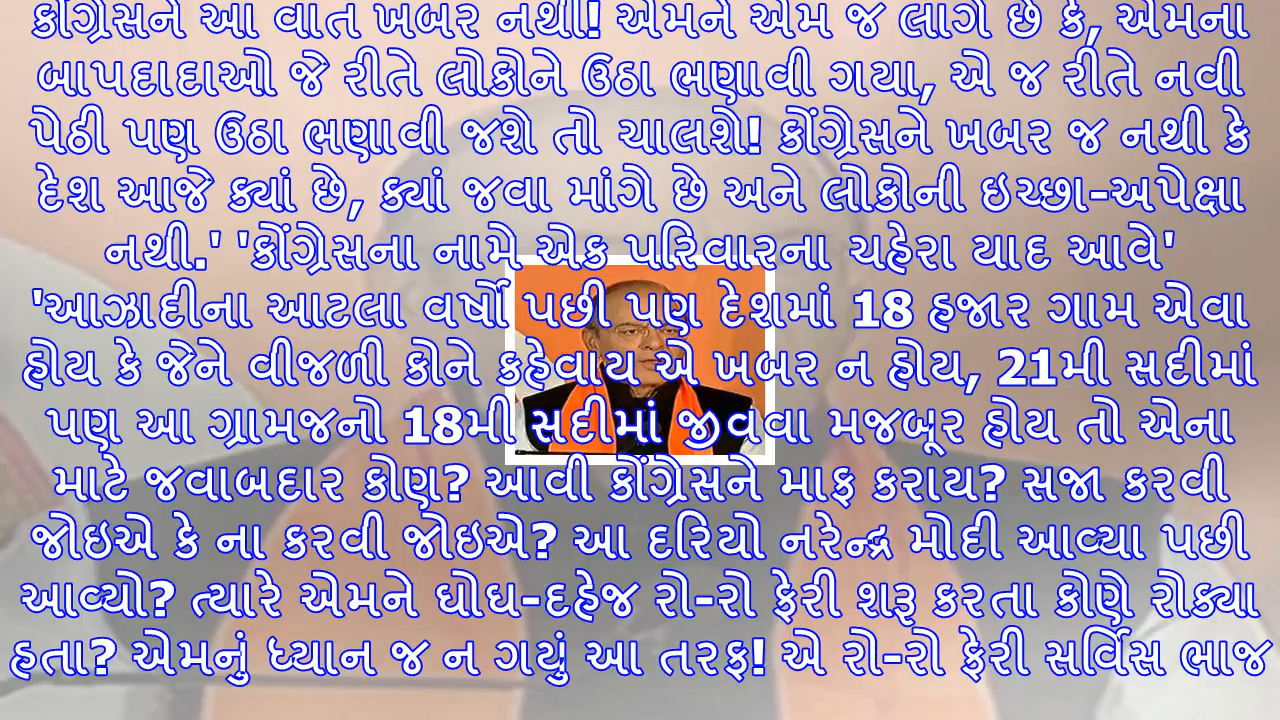 કોંગ્રેસને આ વાત ખબર નથી! એમને એમ જ લાગે છે કે, એમના
બાપદાદાઓ જે રીતે લોકોને ઉઠા ભણાવી ગયા, એ જ રીતે નવી
પેઠી પણ ઉઠા ભણાવી જશે તો ચાલશે! કોંગ્રેસને ખબર જ નથી કે
દેશ આજે ક્યાં છે, ક્યાં જવા માંગે છે અને લોકોની ઇચ્છા-અપેક્ષા
નથી.' 'કોંગ્રેસના નામે એક પરિવારના ચહેરા યાદ આવે'
'આઝાદીના આટલા વર્ષો પછી પણ દેશમાં 18 હજાર ગામ એવા
હોય કે જેને વીજળી કોને કહેવાય એ ખબર ન હોય, 21મી સદીમાં
પણ આ ગ્રામજનો 18મી સદીમાં જીવવા મજબૂર હોય તો એના
માટે જવાબદાર કોણ? આવી કોંગ્રેસને માફ કરાય? સજા કરવી
જોઇએ કે ના કરવી જોઇએ? આ દરિયો નરેન્દ્ર મોદી આવ્યા પછી
આવ્યો? ત્યારે એમને ઘોઘ-દહેજ રો-રો ફેરી શરૂ કરતા કોણે રોક્યા
હતા? એમનું ધ્યાન જ ન ગયું આ તરફ! એ રો-રો ફેરી સર્વિસ ભાજ